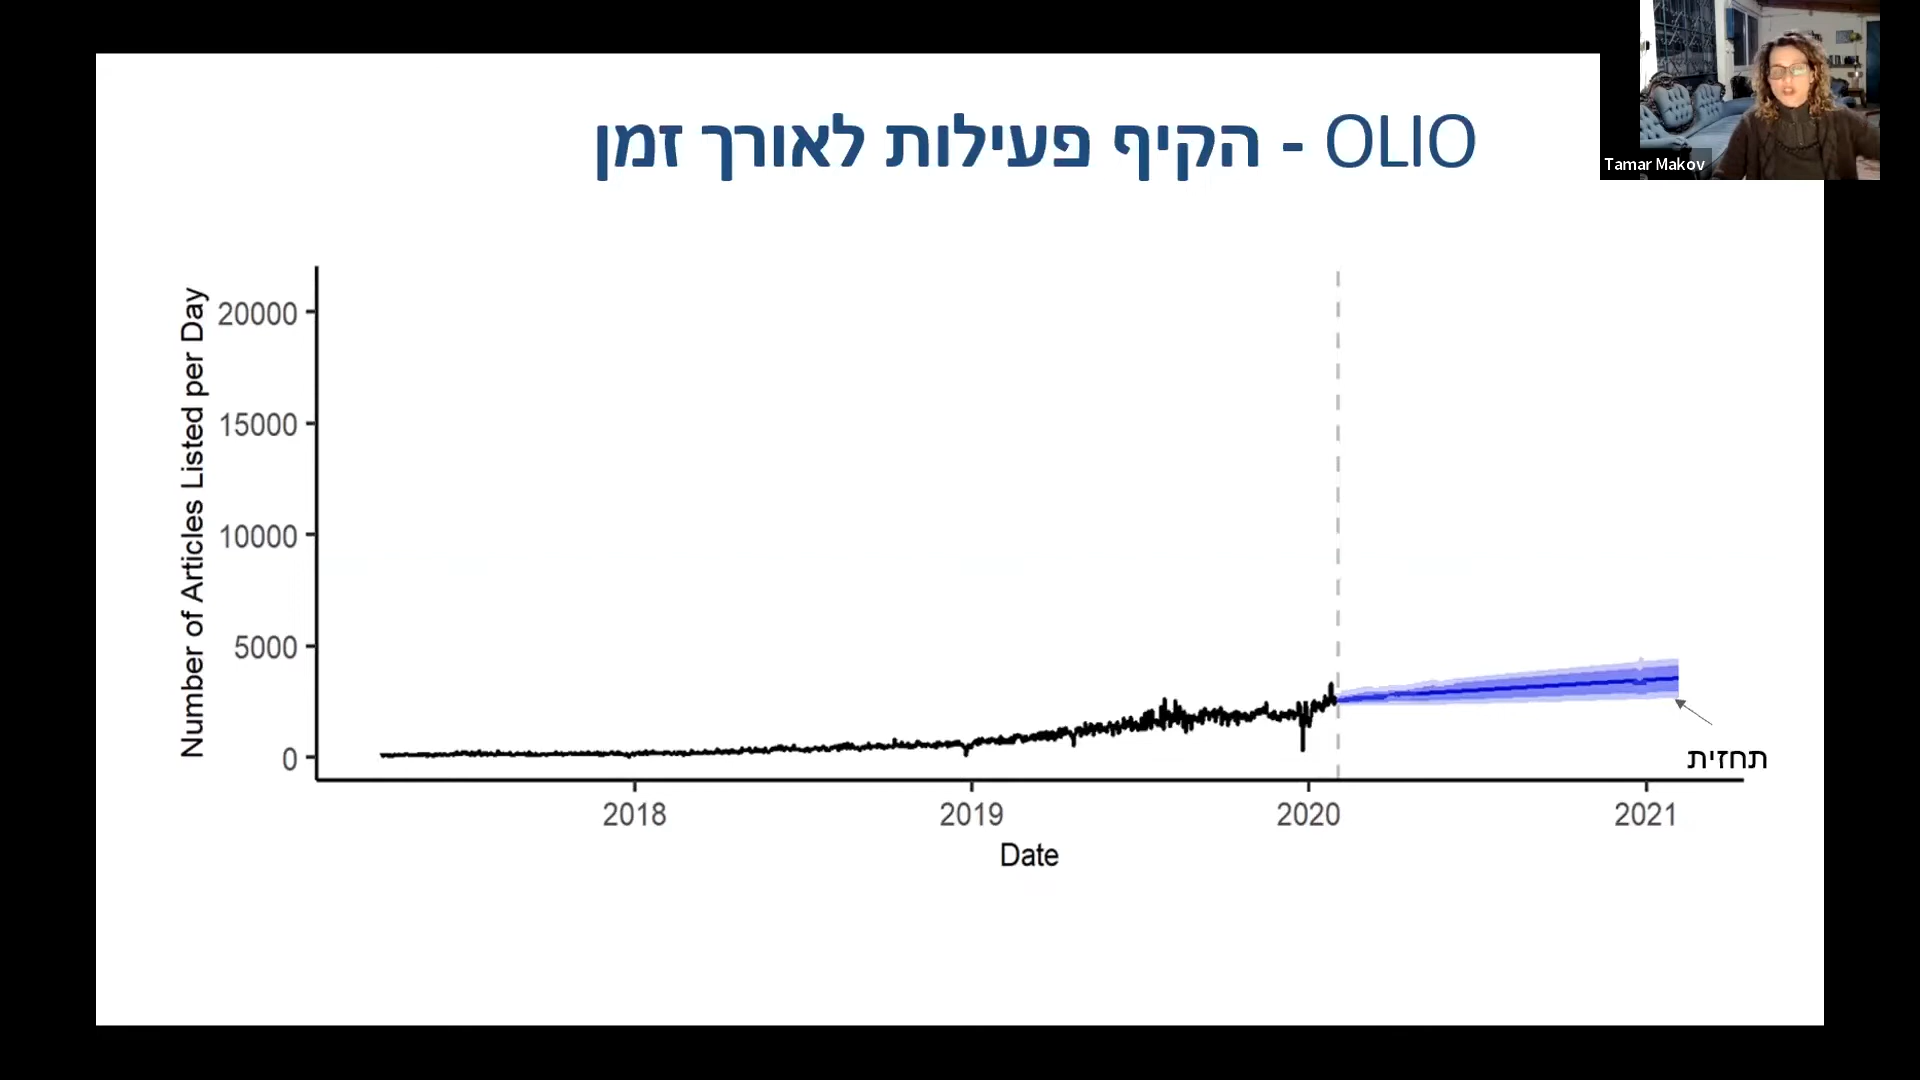 OLIO - הקיף פעילות לאורך זמן
Tamar Makov
Number of Articles Listed per Day
20000
15000
10000
5000
0
תחזית
2018
2019
2020
2021
Date